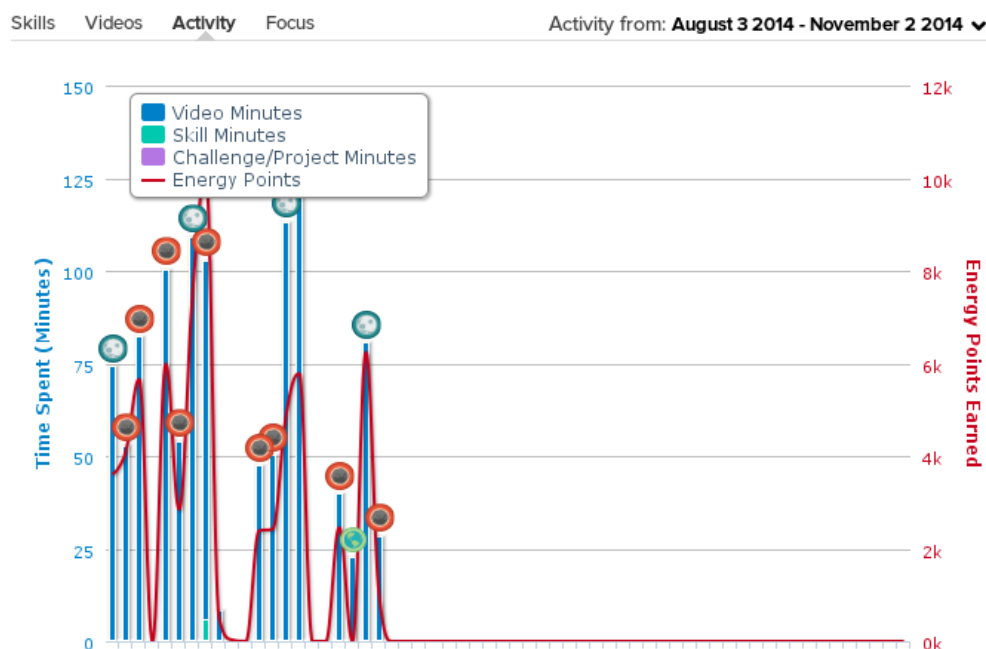 Skills Videos Activity Focus Activity from: August 3 2014 - November 2 2014
150 12k
Video Minutes
Skill Minutes
Challenge/Project Minutes
Energy Points
125 10k
100 8k
75 6k
50 4k
25 2k
0 0k
Time Spent (Minutes)
Energy Points Earned